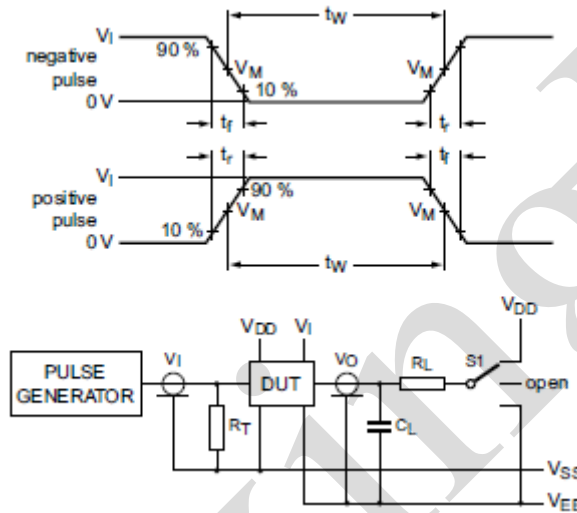 tW
VI
90 %
negative
pulse
VM
VM
10 %
0 V
tf
tr
tr
tf
VI
90 %
positive
pulse
VM
VM
10 %
0 V
tW
VDD
VDD
VI
VI
VO
RL
S1
PULSE
GENERATOR
DUT
open
RT
CL
VSS
VEE